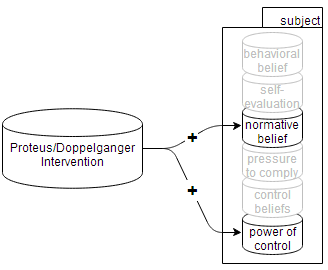 subject
behavioral
belief
self-
evaluation
normative
belief
Proteus/Doppelganger
Intervention
pressure
to comply
control
beliefs
power of
control